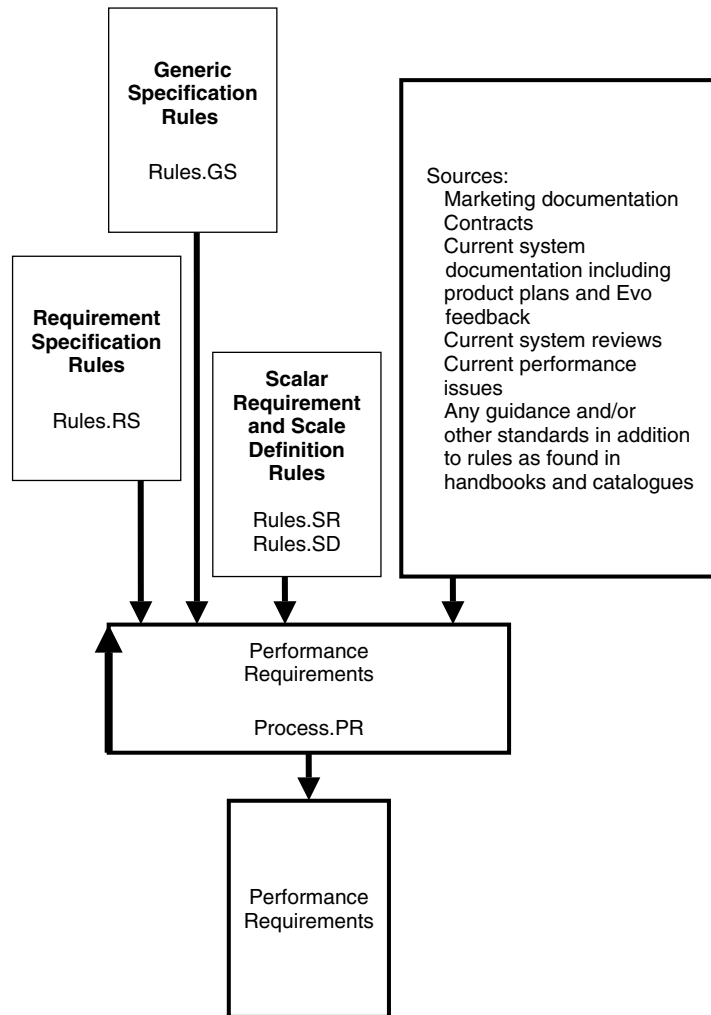 Generic
Specification
Rules
Rules.GS
Requirement
Specification
Rules
Rules.RS
Scalar
Requirement
and Scale
Definition
Rules
Rules.SR
Rules.SD
Sources:
Marketing documentation
Contracts
Current system
documentation including
product plans and Evo
feedback
Current system reviews
Current performance
issues
Any guidance and/or
other standards in addition
to rules as found in
handbooks and catalogues
Performance
Requirements
Process.PR
Performance
Requirements